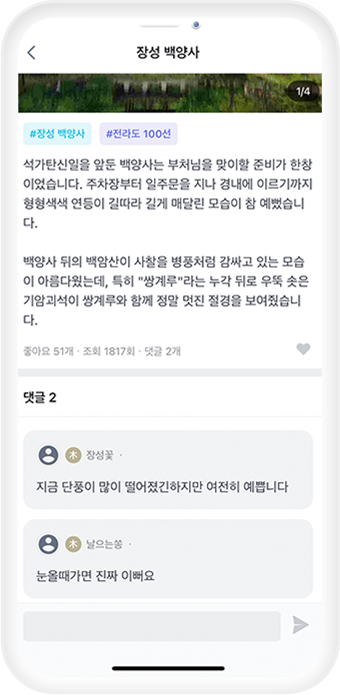 장성 백양사
1/4
#장성 백양사
#전라도 100선
석가탄신일을 앞둔 백양사는 부처님을 맞이할 준비가 한창
이었습니다. 주차장부터 일주문을 지나 경내에 이르기까지
형형색색 연등이 길따라 길게 매달린 모습이 참 예뻤습니
다.
백양사 뒤의 백암산이 사찰을 병풍처럼 감싸고 있는 모습
이 아름다웠는데, 특히 "쌍계루"라는 누각 뒤로 우뚝 솟은
기암괴석이 쌍계루와 함께 정말 멋진 절경을 보여줬습니
다.
좋아요 51개 · 조회 1817회 · 댓글 2개
댓글 2
木 장성꽃 ·
지금 단풍이 많이 떨어졌긴하지만 여전히 예쁩니다
木 날으는쏭 ·
눈올때가면 진짜 이뻐요